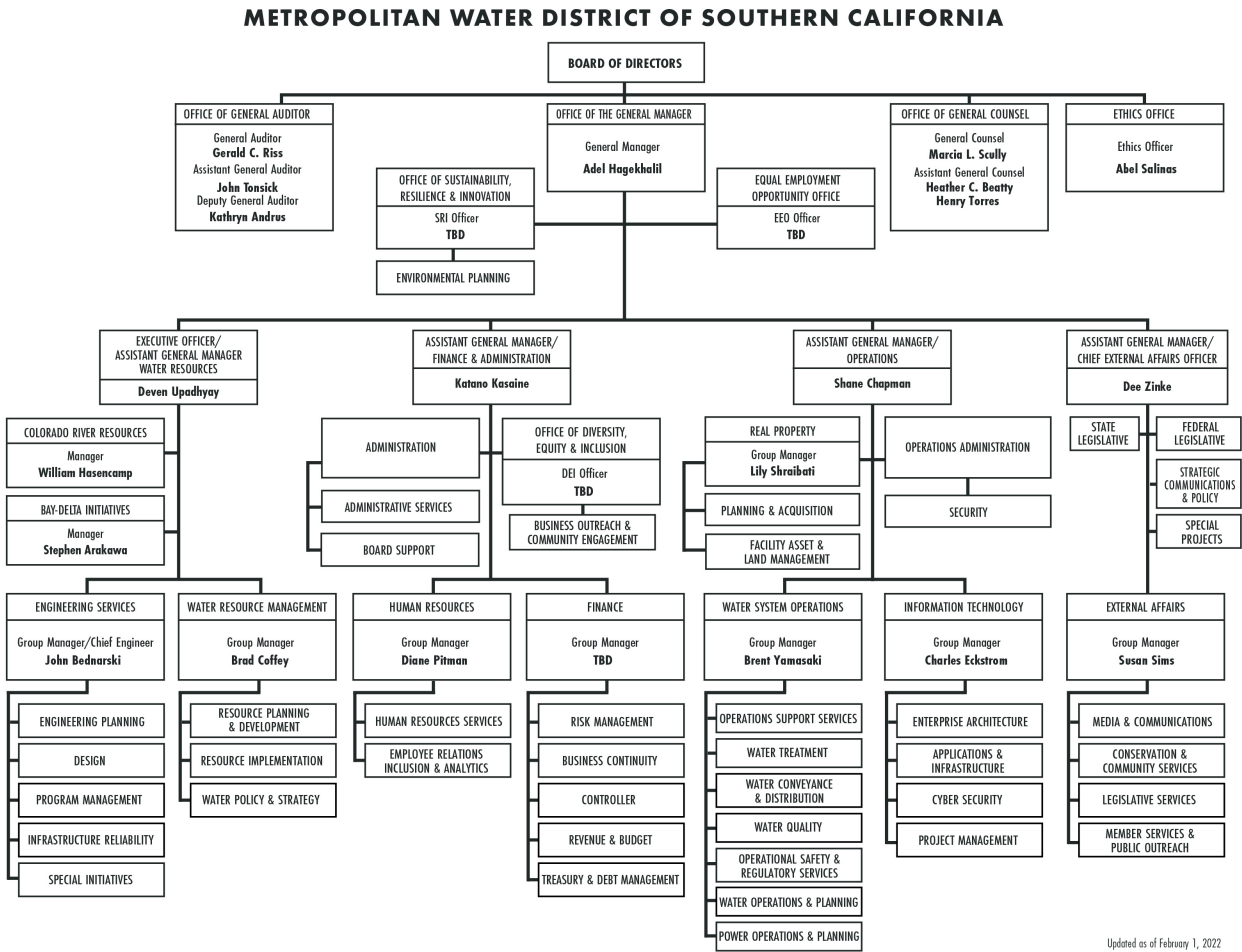 METROPOLITAN WATER DISTRICT OF SOUTHERN CALIFORNIA
BOARD OF DIRECTORS
OFFICE OF GENERAL AUDITOR
General Auditor
Gerald C. Riss
Assistant General Auditor
John Tonsick
Deputy General Auditor
Kathryn Andrus
OFFICE OF THE GENERAL MANAGER
General Manager
Adel Hagekhalil
OFFICE OF GENERAL COUNSEL
General Counsel
Marcia L. Scully
Assistant General Counsel
Heather C. Beatty
Henry Torres
ETHICS OFFICE
Ethics Officer
Abel Salinas
OFFICE OF SUSTAINABILITY,
RESILIENCE & INNOVATION
SRI Officer
TBD
ENVIRONMENTAL PLANNING
EQUAL EMPLOYMENT
OPPORTUNITY OFFICE
EEO Officer
TBD
EXECUTIVE OFFICER/
ASSISTANT GENERAL MANAGER
WATER RESOURCES
Deven Upadhyay
ASSISTANT GENERAL MANAGER/
FINANCE & ADMINISTRATION
Katano Kasaine
ASSISTANT GENERAL MANAGER/
OPERATIONS
Shane Chapman
ASSISTANT GENERAL MANAGER/
CHIEF EXTERNAL AFFAIRS OFFICER
Dee Zinke
COLORADO RIVER RESOURCES
Manager
William Hasencamp
BAY-DELTA INITIATIVES
Manager
Stephen Arakawa
ADMINISTRATION
ADMINISTRATIVE SERVICES
BOARD SUPPORT
OFFICE OF DIVERSITY,
EQUITY & INCLUSION
DEI Officer
TBD
BUSINESS OUTREACH &
COMMUNITY ENGAGEMENT
REAL PROPERTY
Group Manager
Lily Shraibati
PLANNING & ACQUISITION
FACILITY ASSET &
LAND MANAGEMENT
OPERATIONS ADMINISTRATION
SECURITY
STATE
LEGISLATIVE
FEDERAL
LEGISLATIVE
STRATEGIC
COMMUNICATIONS
& POLICY
SPECIAL
PROJECTS
ENGINEERING SERVICES
Group Manager/Chief Engineer
John Bednarski
ENGINEERING PLANNING
DESIGN
PROGRAM MANAGEMENT
INFRASTRUCTURE RELIABILITY
SPECIAL INITIATIVES
WATER RESOURCE MANAGEMENT
Group Manager
Brad Coffey
RESOURCE PLANNING
& DEVELOPMENT
RESOURCE IMPLEMENTATION
WATER POLICY & STRATEGY
HUMAN RESOURCES
Group Manager
Diane Pitman
HUMAN RESOURCES SERVICES
EMPLOYEE RELATIONS
INCLUSION & ANALYTICS
FINANCE
Group Manager
TBD
RISK MANAGEMENT
BUSINESS CONTINUITY
CONTROLLER
REVENUE & BUDGET
TREASURY & DEBT MANAGEMENT
WATER SYSTEM OPERATIONS
Group Manager
Brent Yamasaki
OPERATIONS SUPPORT SERVICES
WATER TREATMENT
WATER CONVEYANCE
& DISTRIBUTION
WATER QUALITY
OPERATIONAL SAFETY &
REGULATORY SERVICES
WATER OPERATIONS & PLANNING
POWER OPERATIONS & PLANNING
INFORMATION TECHNOLOGY
Group Manager
Charles Eckstrom
ENTERPRISE ARCHITECTURE
APPLICATIONS &
INFRASTRUCTURE
CYBER SECURITY
PROJECT MANAGEMENT
EXTERNAL AFFAIRS
Group Manager
Susan Sims
MEDIA & COMMUNICATIONS
CONSERVATION &
COMMUNITY SERVICES
LEGISLATIVE SERVICES
MEMBER SERVICES &
PUBLIC OUTREACH
Updated as of February 1, 2022